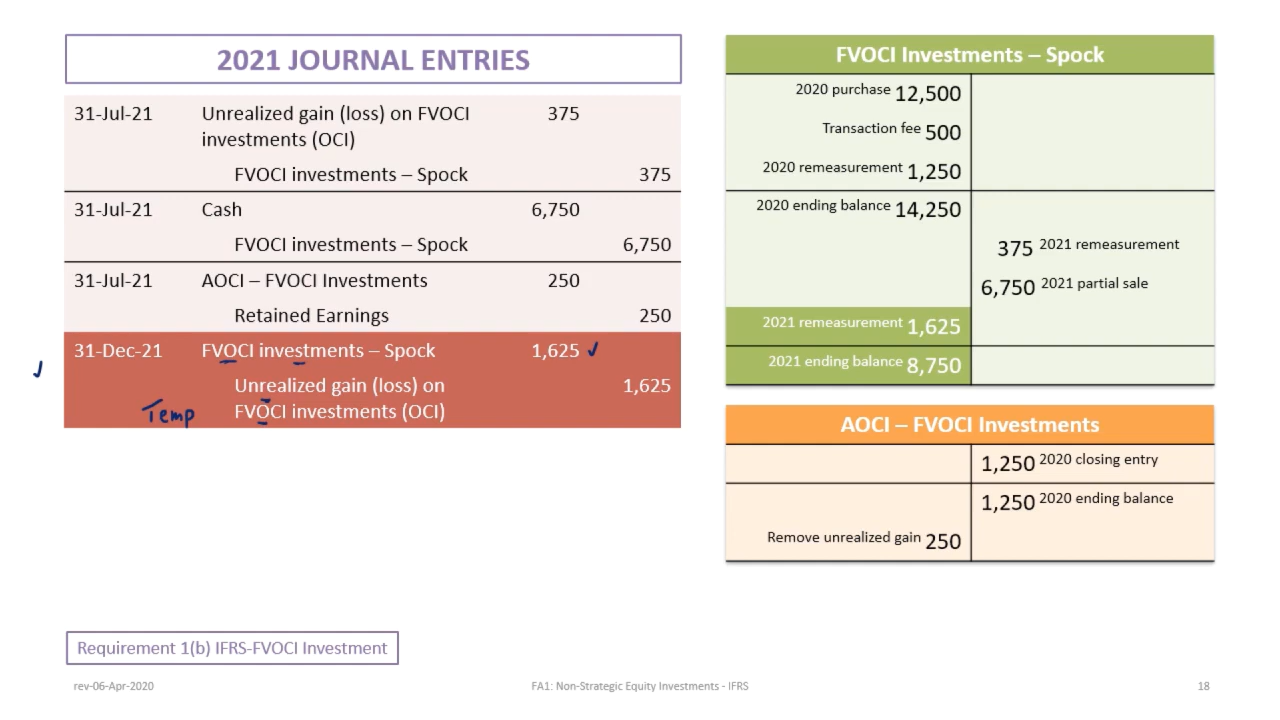 2021 JOURNAL ENTRIES
31-Jul-21 Unrealized gain (loss) on FVOCI 375
investments (OCI)
FVOCI investments – Spock 375
31-Jul-21 Cash 6,750
FVOCI investments – Spock 6,750
31-Jul-21 AOCI – FVOCI Investments 250
Retained Earnings 250
31-Dec-21 FVOCI investments – Spock 1,625 ✓
✓
Unrealized gain (loss) on 1,625
Temp FVOCI investments (OCI)
FVOCI Investments – Spock
2020 purchase 12,500
Transaction fee 500
2020 remeasurement 1,250
2020 ending balance 14,250
375 2021 remeasurement
6,750 2021 partial sale
2021 remeasurement 1,625
2021 ending balance 8,750
AOCI – FVOCI Investments
1,250 2020 closing entry
1,250 2020 ending balance
Remove unrealized gain 250
Requirement 1(b) IFRS-FVOCI Investment
rev-06-Apr-2020 FA1: Non-Strategic Equity Investments - IFRS 18